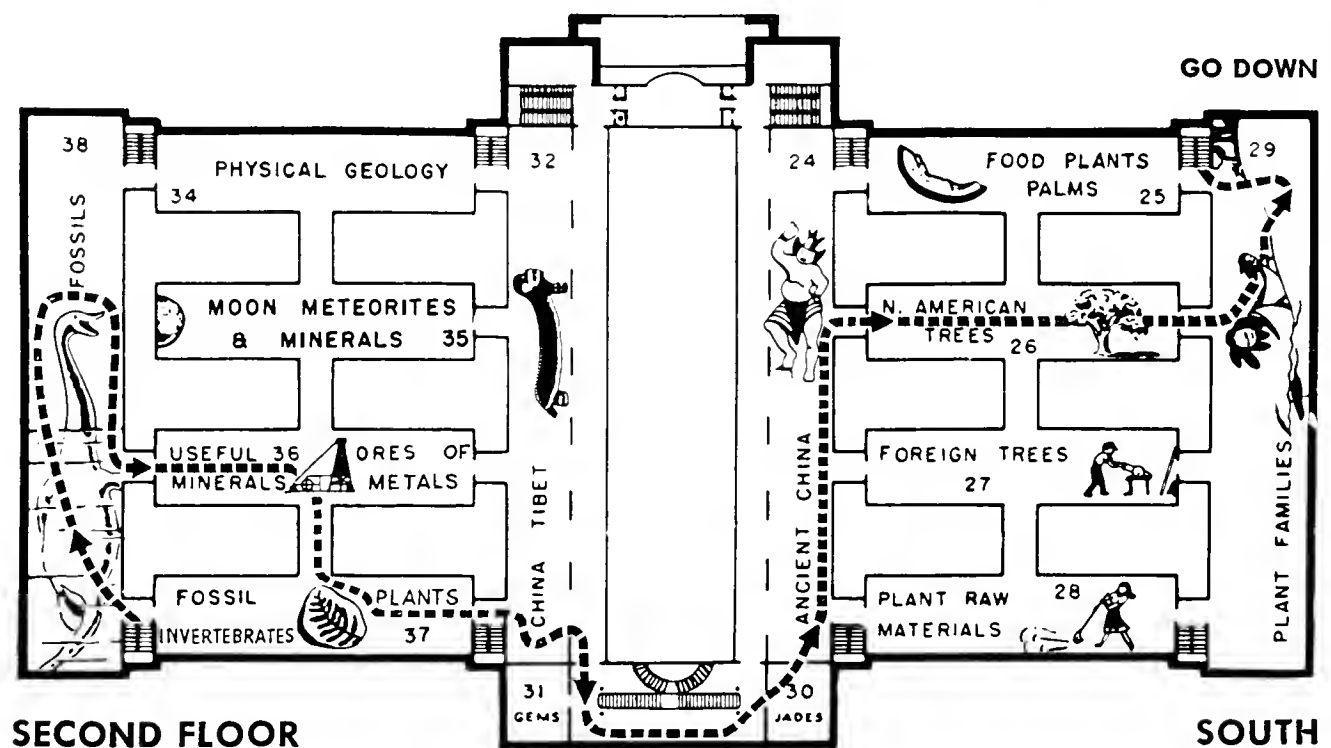 GO DOWN
38
PHYSICAL GEOLOGY
34
32
24
FOOD PLANTS
PALMS
25
29
FOSSILS
MOON METEORITES
& MINERALS 35
N. AMERICAN
TREES 26
USEFUL 36 ORES OF
MINERALS METALS
CHINA TIBET
ANCIENT CHINA
FOREIGN TREES
27
PLANT FAMILIES
FOSSIL PLANTS
INVERTEBRATES 37
28
PLANT RAW
MATERIALS
31
GEMS
30
JADES
SECOND FLOOR
SOUTH